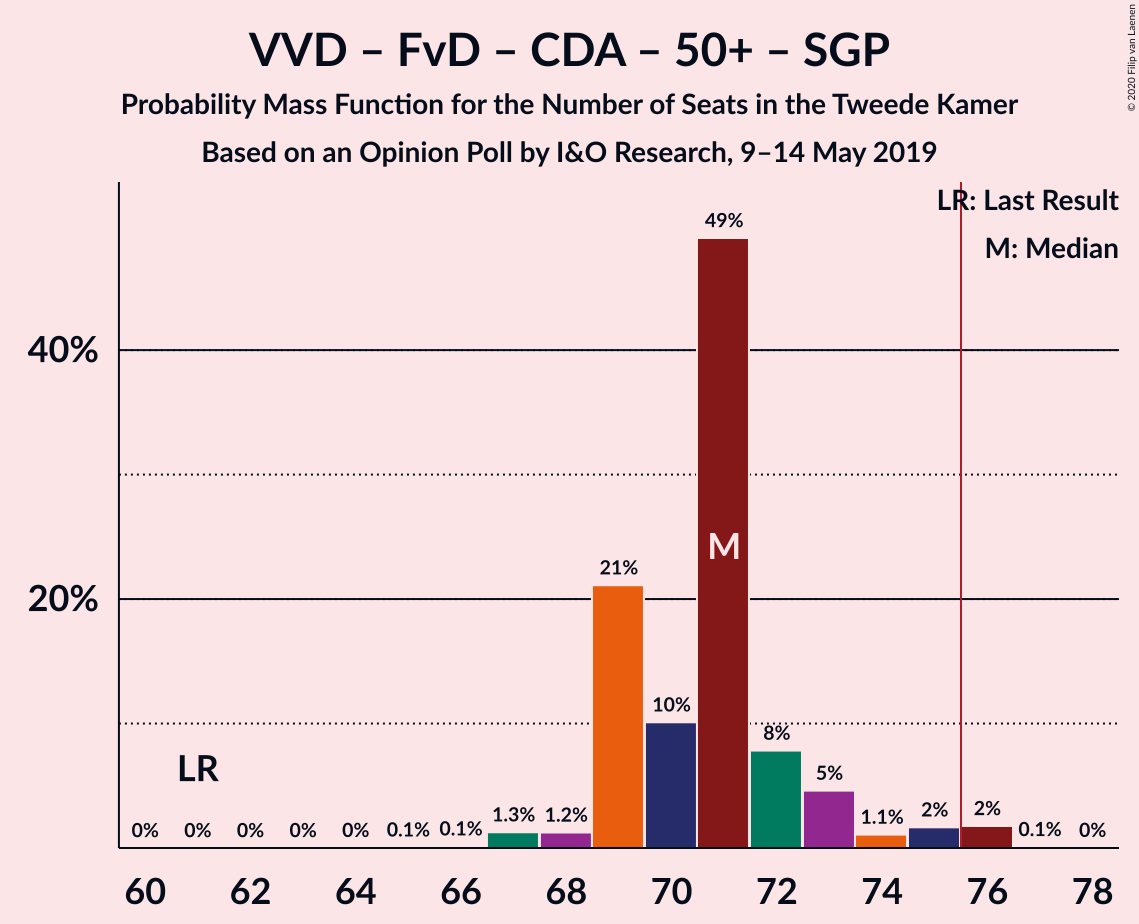 VVD – FvD – CDA – 50+ – SGP
Probability Mass Function for the Number of Seats in the Tweede Kamer
Based on an Opinion Poll by I&O Research, 9–14 May 2019
© 2020 Filip van Laenen
LR: Last Result
M: Median
49%
40%
M
21%
20%
10%
8%
LR
5%
0% 0% 0% 0% 0% 0.1% 0.1% 1.3% 1.2% 1.1% 2% 2% 0.1% 0%
60 62 64 66 68 70 72 74 76 78